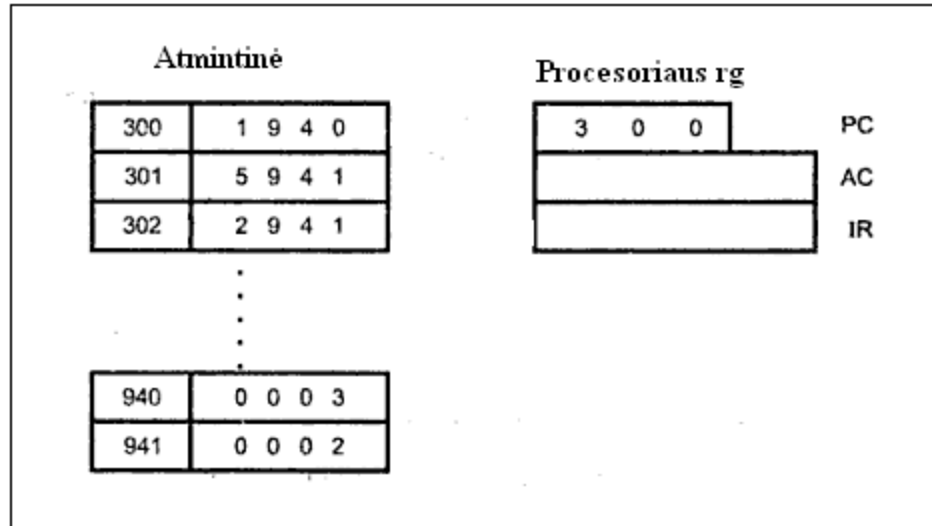 Atmintinė
300 1 9 4 0
301 5 9 4 1
302 2 9 4 1
940 0 0 0 3
941 0 0 0 2
Procesoriaus rg
3 0 0 PC
AC
IR